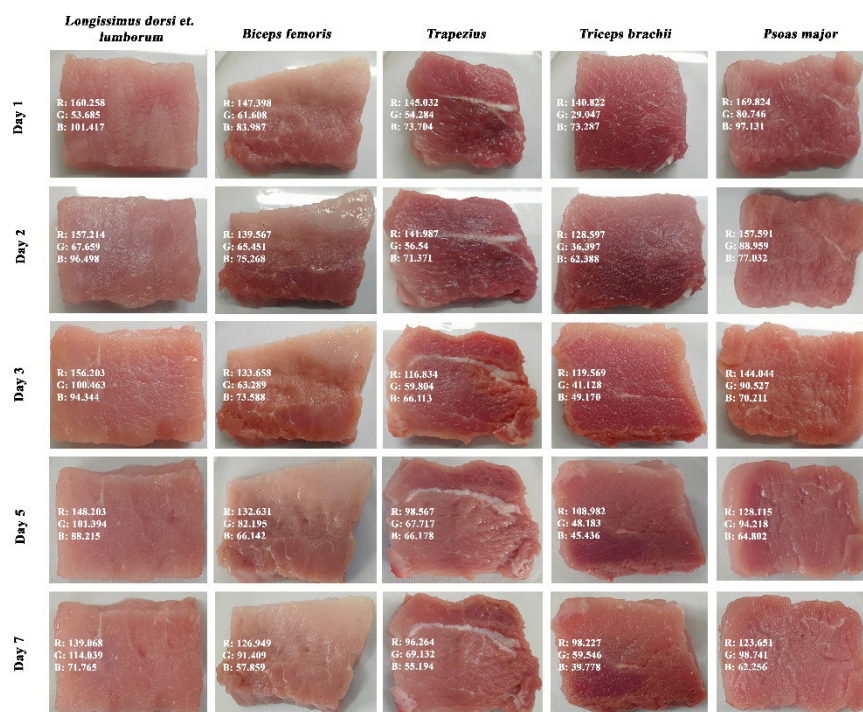 Longissimus dorsi et.
lumborum
Biceps femoris
Trapezius
Triceps brachii
Psoas major
Day 1
R: 160.258
G: 53.685
B: 101.417
R: 147.398
G: 61.608
B: 83.987
R: 145.032
G: 54.284
B: 73.704
R: 140.822
G: 29.047
B: 73.287
R: 169.824
G: 80.746
B: 97.131
Day 2
R: 157.214
G: 67.659
B: 96.498
R: 139.567
G: 65.451
B: 75.268
R: 141.987
G: 56.54
B: 71.371
R: 128.597
G: 36.397
B: 62.388
R: 157.591
G: 88.959
B: 77.032
Day 3
R: 156.203
G: 100.463
B: 94.344
R: 133.658
G: 63.289
B: 73.588
R: 116.834
G: 59.804
B: 66.113
R: 119.569
G: 41.128
B: 49.170
R: 144.044
G: 90.527
B: 70.211
Day 5
R: 148.203
G: 101.394
B: 88.215
R: 132.631
G: 82.195
B: 66.142
R: 98.567
G: 67.717
B: 66.178
R: 108.982
G: 48.183
B: 45.436
R: 128.115
G: 94.218
B: 64.802
Day 7
R: 139.068
G: 114.039
B: 71.765
R: 126.949
G: 91.409
B: 57.859
R: 96.264
G: 69.132
B: 55.194
R: 98.227
G: 59.546
B: 39.778
R: 123.651
G: 98.741
B: 62.256